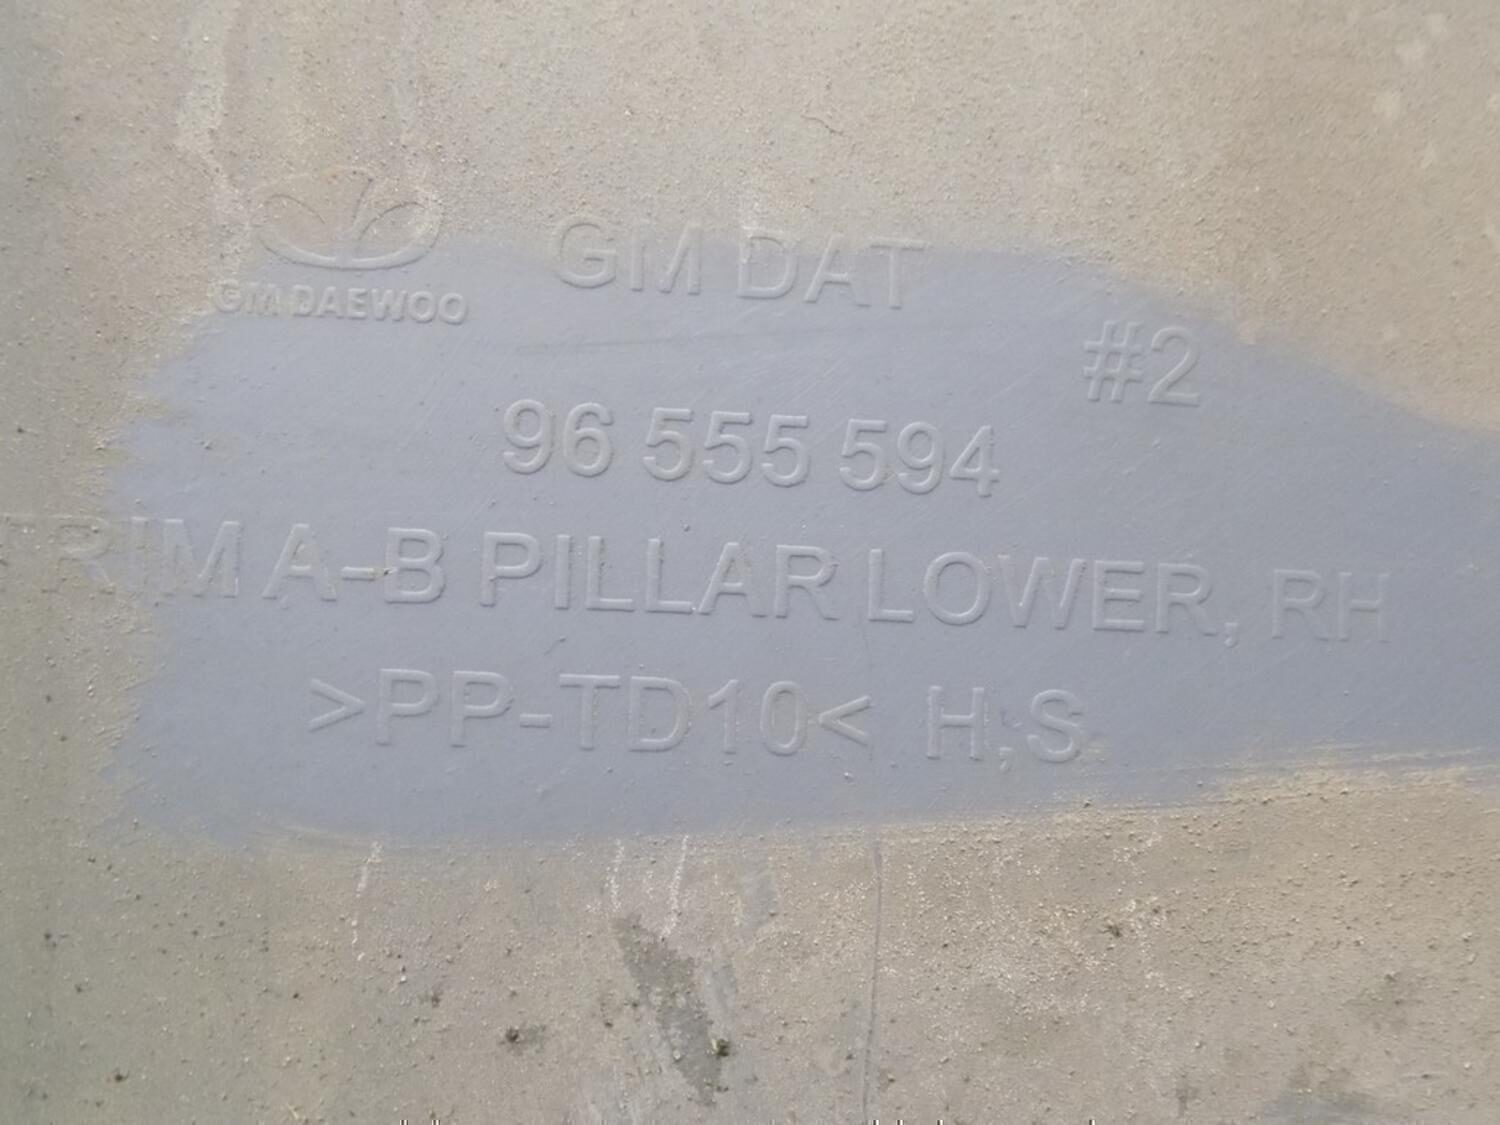 GM DAEWOO
GM DAT
#2
96 555 594
TRIM A-B PILLAR LOWER, RH
>PP-TD10< H,S